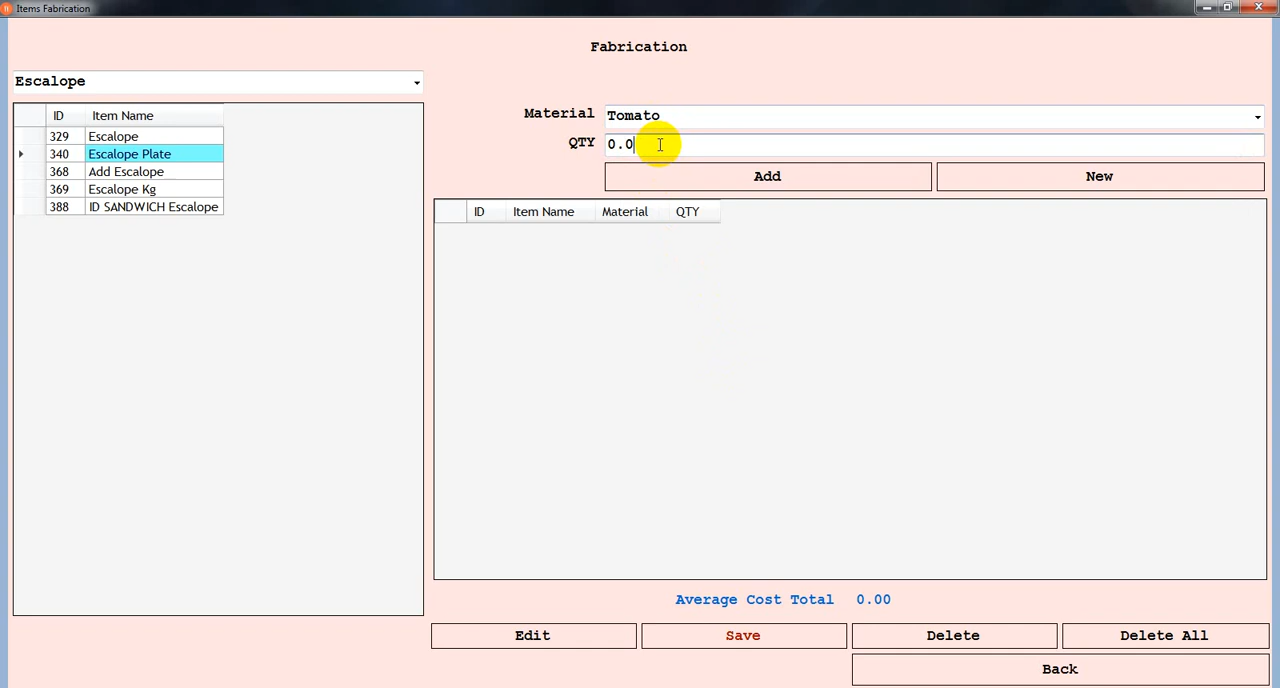 Items Fabrication
Fabrication
Escalope
ID Item Name
329 Escalope
340 Escalope Plate
368 Add Escalope
369 Escalope Kg
388 ID SANDWICH Escalope
Material Tomato
QTY 0.0
Add New
ID Item Name Material QTY
Average Cost Total 0.00
Edit Save Delete Delete All
Back